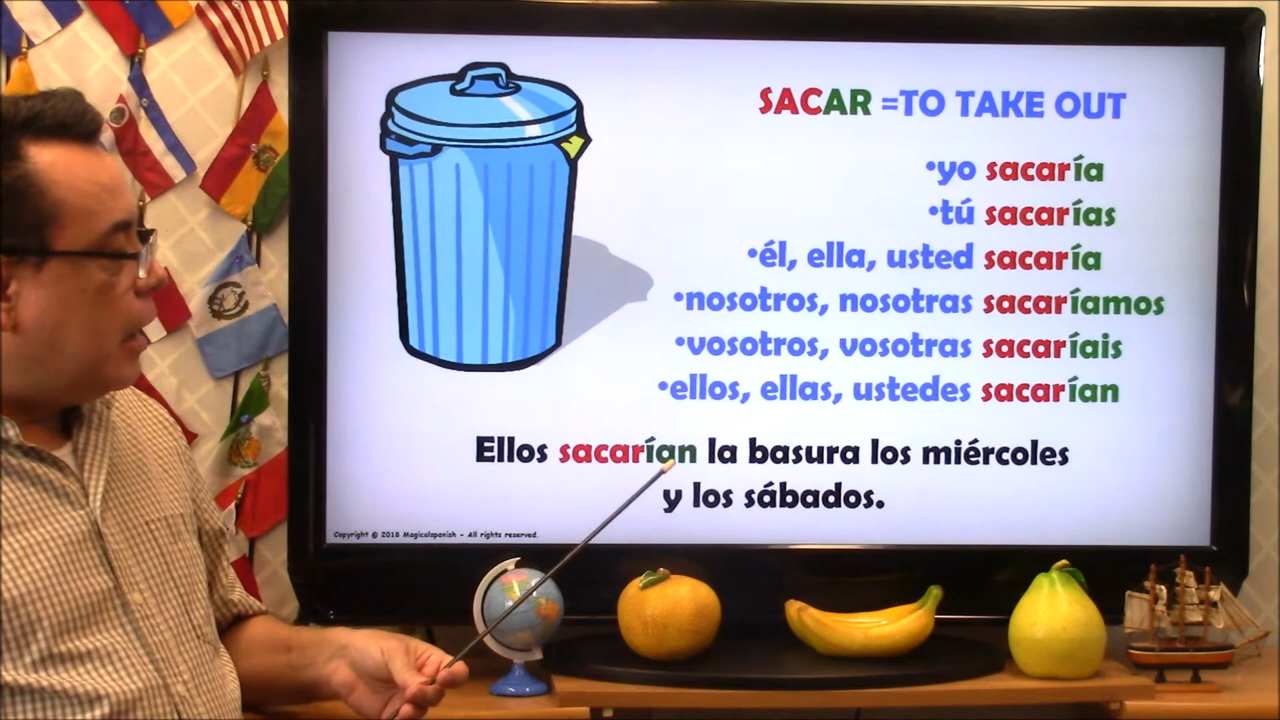 SACAR =TO TAKE OUT
•yo sacaría
•tú sacarías
•él, ella, usted sacaría
•nosotros, nosotras sacaríamos
•vosotros, vosotras sacaríais
•ellos, ellas, ustedes sacarían
Ellos sacarían la basura los miércoles
y los sábados.
Copyright © 2018 Magicalspanish - All rights reserved.